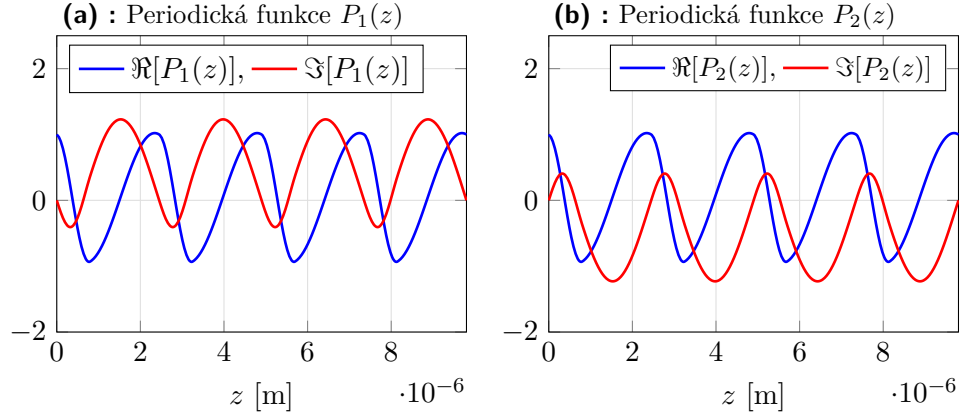 (a) : Periodická funkce P₁(z)
ℜ[P₁(z)], ℑ[P₁(z)]
2
0
−2
0 2 4 6 8
·10⁻⁶
z [m]
(b) : Periodická funkce P₂(z)
ℜ[P₂(z)], ℑ[P₂(z)]
2
0
−2
0 2 4 6 8
·10⁻⁶
z [m]